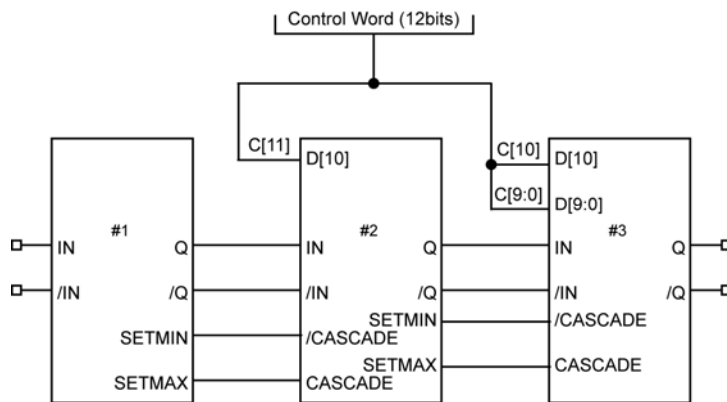 Control Word (12bits)
C[11]
D[10]
C[10]
D[10]
C[9:0]
D[9:0]
#1
#2
#3
IN
Q
IN
Q
IN
Q
/IN
/Q
/IN
/Q
/IN
/Q
SETMIN
/CASCADE
SETMIN
/CASCADE
SETMAX
CASCADE
SETMAX
CASCADE